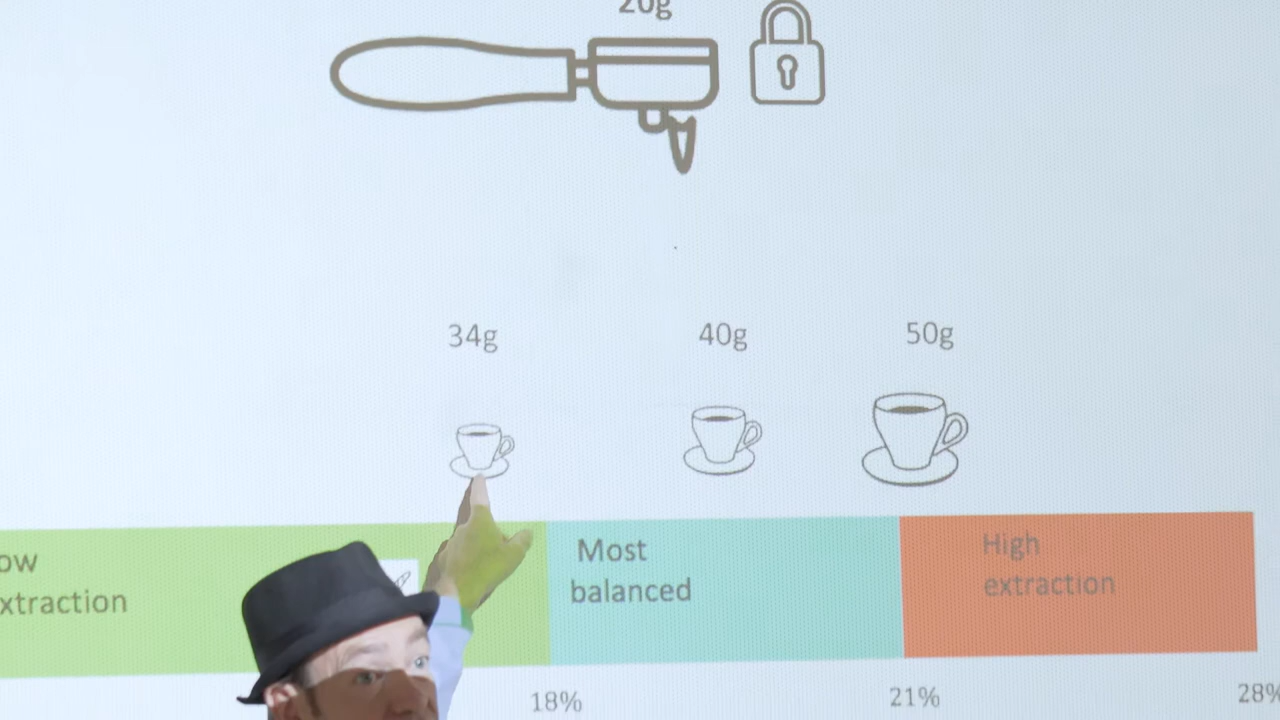 20g
34g 40g 50g
ow
xtraction
Most
balanced
High
extraction
18% 21% 28%